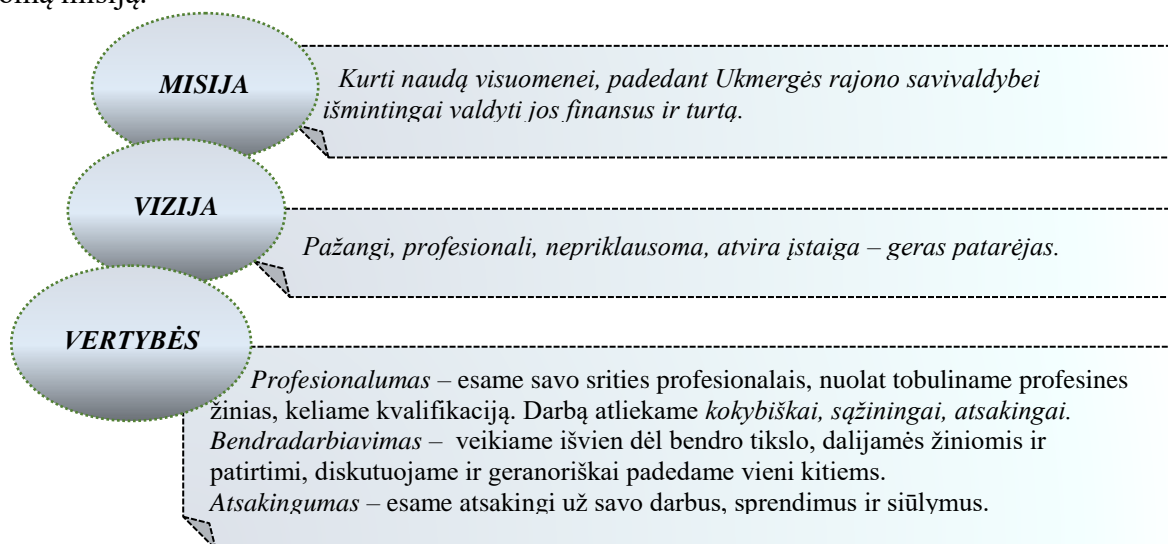 misiją.
MISIJA
Kurti naudą visuomenei, padedant Ukmergės rajono savivaldybei
išmintingai valdyti jos finansus ir turtą.
VIZIJA
Pažangi, profesionali, nepriklausoma, atvira įstaiga – geras patarėjas.
VERTYBĖS
Profesionalumas – esame savo srities profesionalais, nuolat tobuliname profesines
žinias, keliame kvalifikaciją. Darbą atliekame kokybiškai, sąžiningai, atsakingai.
Bendradarbiavimas – veikiame išvien dėl bendro tikslo, dalijamės žiniomis ir
patirtimi, diskutuojame ir geranoriškai padedame vieni kitiems.
Atsakingumas – esame atsakingi už savo darbus, sprendimus ir siūlymus.